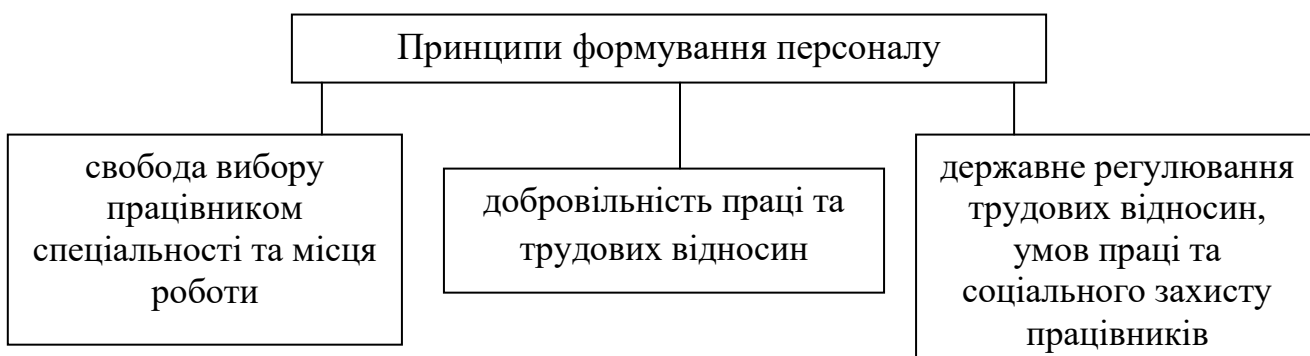 Принципи формування персоналу
свобода вибору
працівником
спеціальності та місця
роботи
добровільність праці та
трудових відносин
державне регулювання
трудових відносин,
умов праці та
соціального захисту
працівників